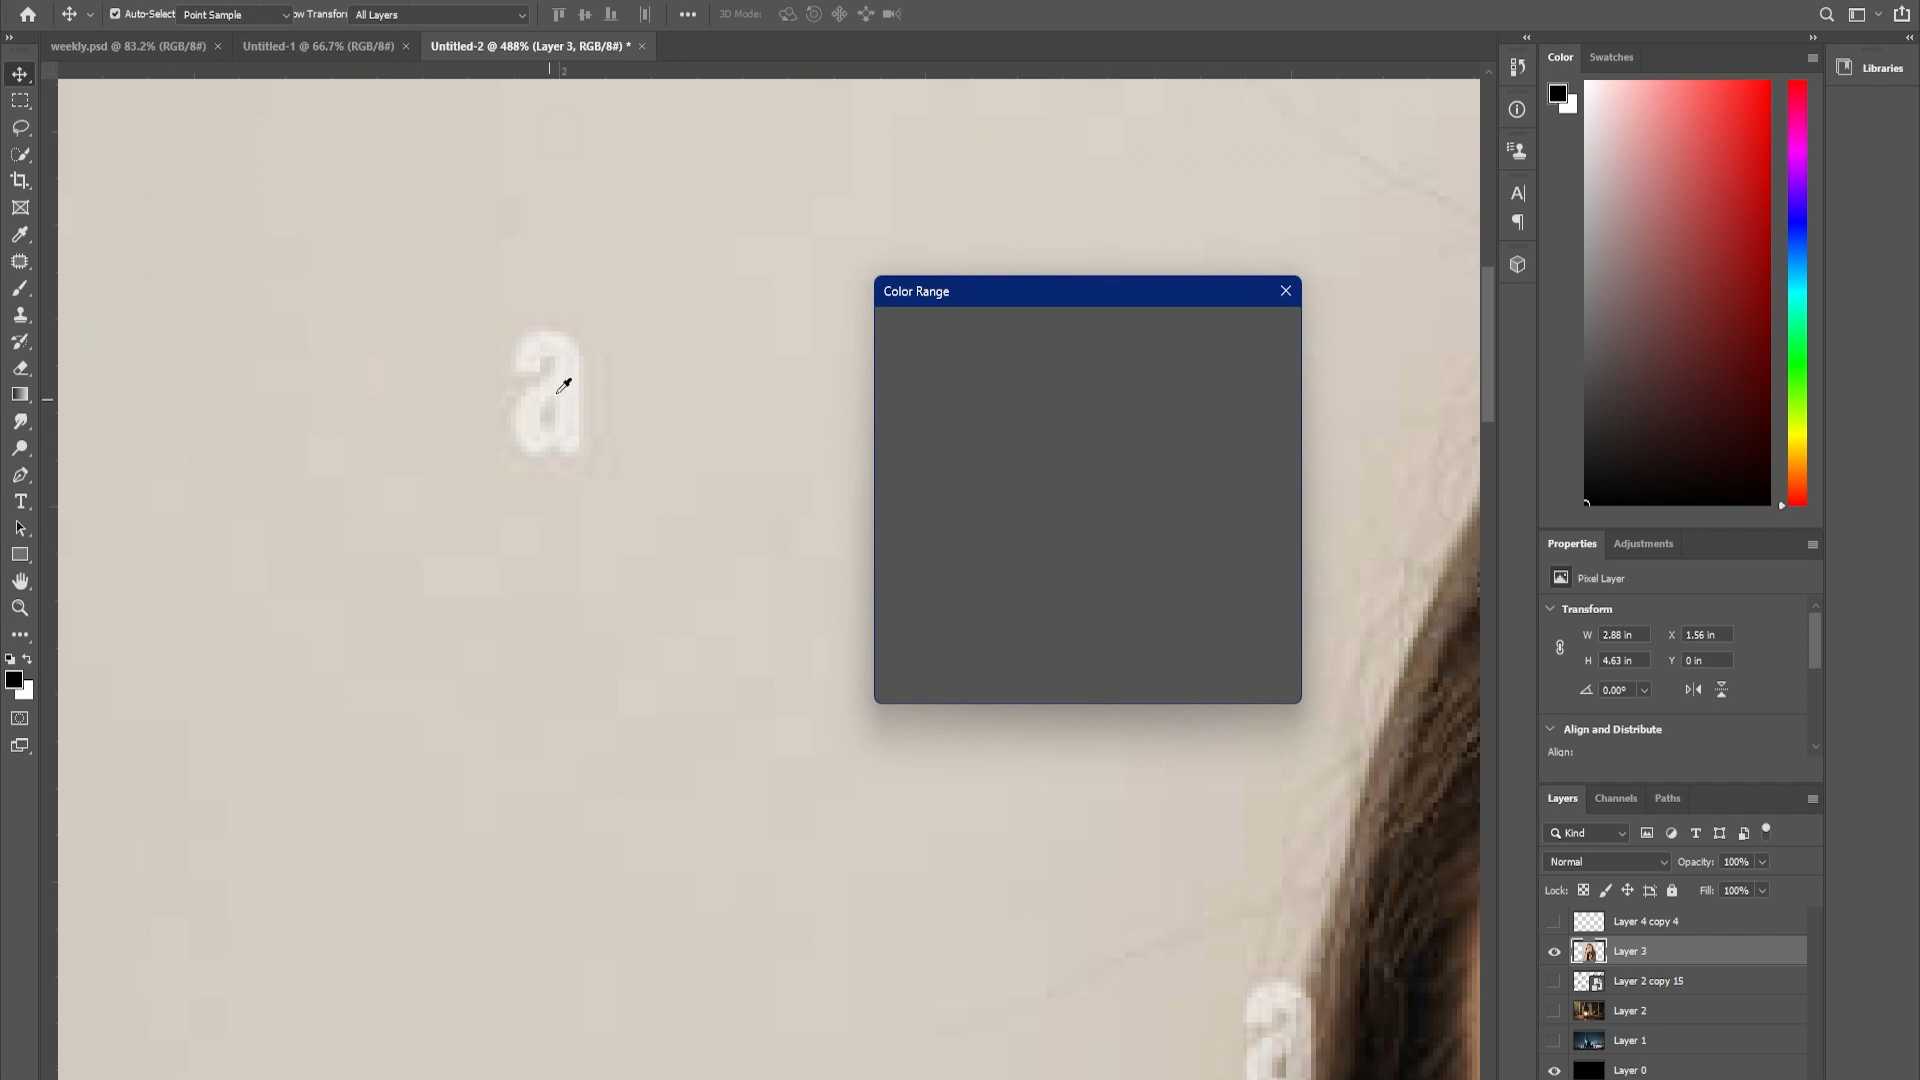 Auto-Select
Point Sample
ow Transforr
All Layers
3D Mode:
weekly.psd @ 83.2% (RGB/8#)
Untitled-1 @ 66.7% (RGB/8#)
Untitled-2 @ 488% (Layer 3, RGB/8#) *
2
Color
Swatches
Libraries
Color Range
a
a
Properties
Adjustments
Pixel Layer
Transform
W 2.88 in X 1.56 in
H 4.63 in Y 0 in
0.00°
Align and Distribute
Align:
Layers
Channels
Paths
Kind
Normal
Opacity: 100%
Lock:
Fill: 100%
Layer 4 copy 4
Layer 3
Layer 2 copy 15
Layer 2
Layer 1
Layer 0